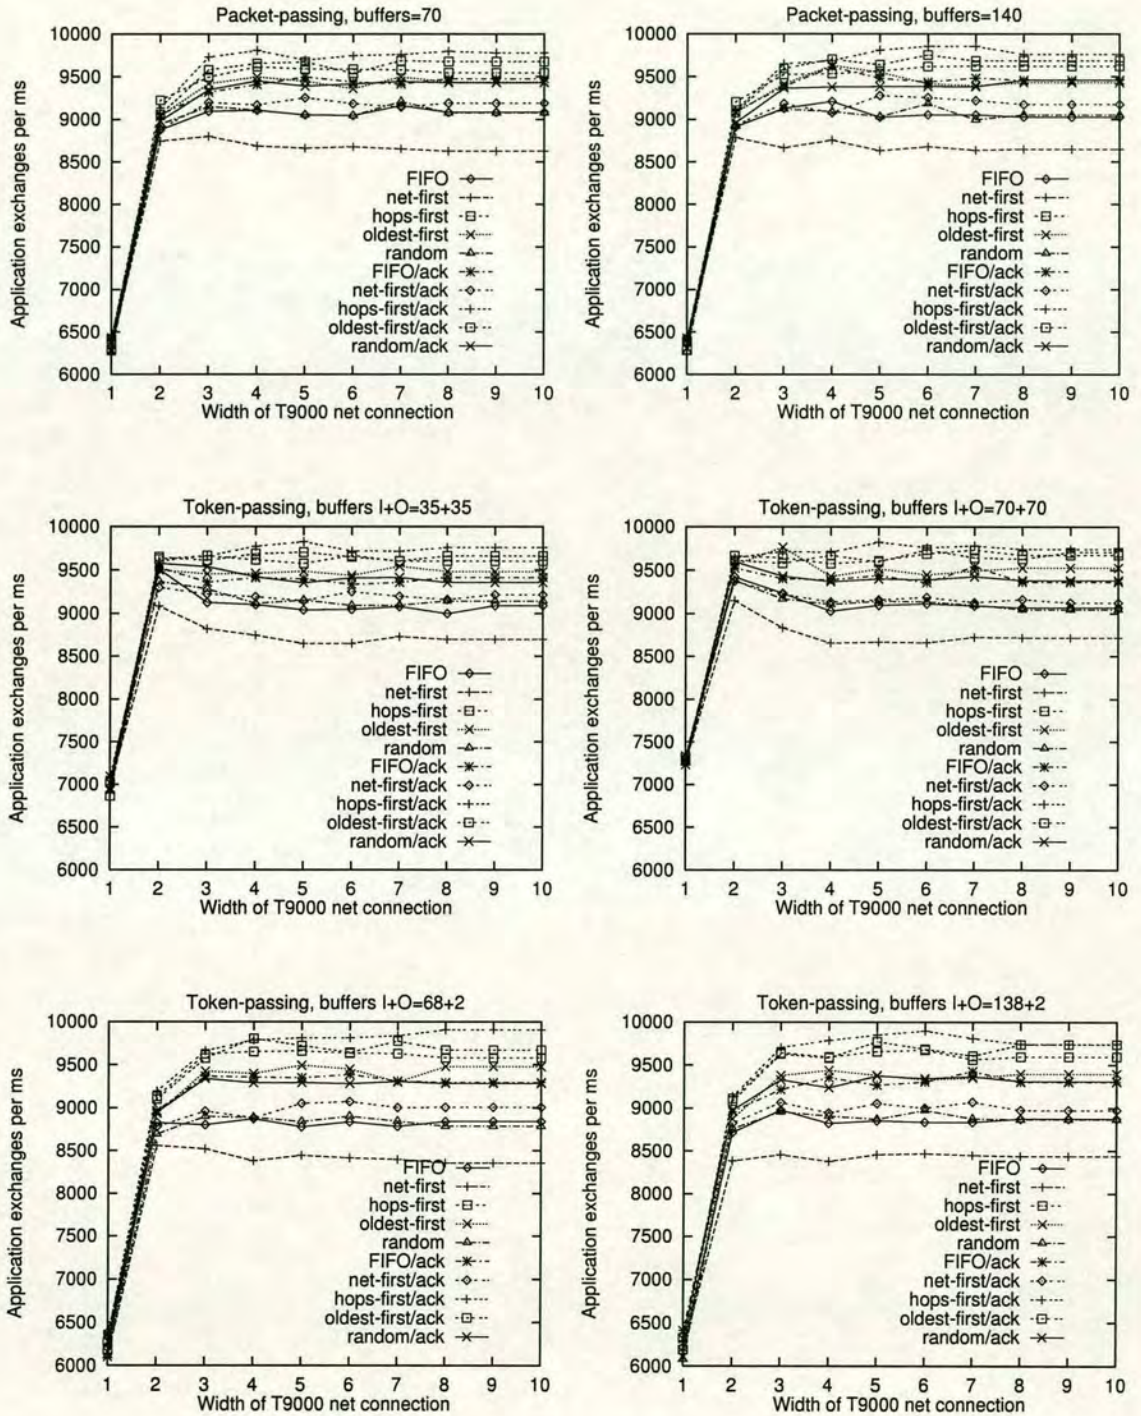 Packet-passing, buffers=70
Application exchanges per ms
10000
9500
9000
8500
8000
7500
7000
6500
6000
FIFO
net-first
hops-first
oldest-first
random
FIFO/ack
net-first/ack
hops-first/ack
oldest-first/ack
random/ack
1 2 3 4 5 6 7 8 9 10
Width of T9000 net connection
Packet-passing, buffers=140
Application exchanges per ms
10000
9500
9000
8500
8000
7500
7000
6500
6000
FIFO
net-first
hops-first
oldest-first
random
FIFO/ack
net-first/ack
hops-first/ack
oldest-first/ack
random/ack
1 2 3 4 5 6 7 8 9 10
Width of T9000 net connection
Token-passing, buffers I+O=35+35
Application exchanges per ms
10000
9500
9000
8500
8000
7500
7000
6500
6000
FIFO
net-first
hops-first
oldest-first
random
FIFO/ack
net-first/ack
hops-first/ack
oldest-first/ack
random/ack
1 2 3 4 5 6 7 8 9 10
Width of T9000 net connection
Token-passing, buffers I+O=70+70
Application exchanges per ms
10000
9500
9000
8500
8000
7500
7000
6500
6000
FIFO
net-first
hops-first
oldest-first
random
FIFO/ack
net-first/ack
hops-first/ack
oldest-first/ack
random/ack
1 2 3 4 5 6 7 8 9 10
Width of T9000 net connection
Token-passing, buffers I+O=68+2
Application exchanges per ms
10000
9500
9000
8500
8000
7500
7000
6500
6000
FIFO
net-first
hops-first
oldest-first
random
FIFO/ack
net-first/ack
hops-first/ack
oldest-first/ack
random/ack
1 2 3 4 5 6 7 8 9 10
Width of T9000 net connection
Token-passing, buffers I+O=138+2
Application exchanges per ms
10000
9500
9000
8500
8000
7500
7000
6500
6000
FIFO
net-first
hops-first
oldest-first
random
FIFO/ack
net-first/ack
hops-first/ack
oldest-first/ack
random/ack
1 2 3 4 5 6 7 8 9 10
Width of T9000 net connection